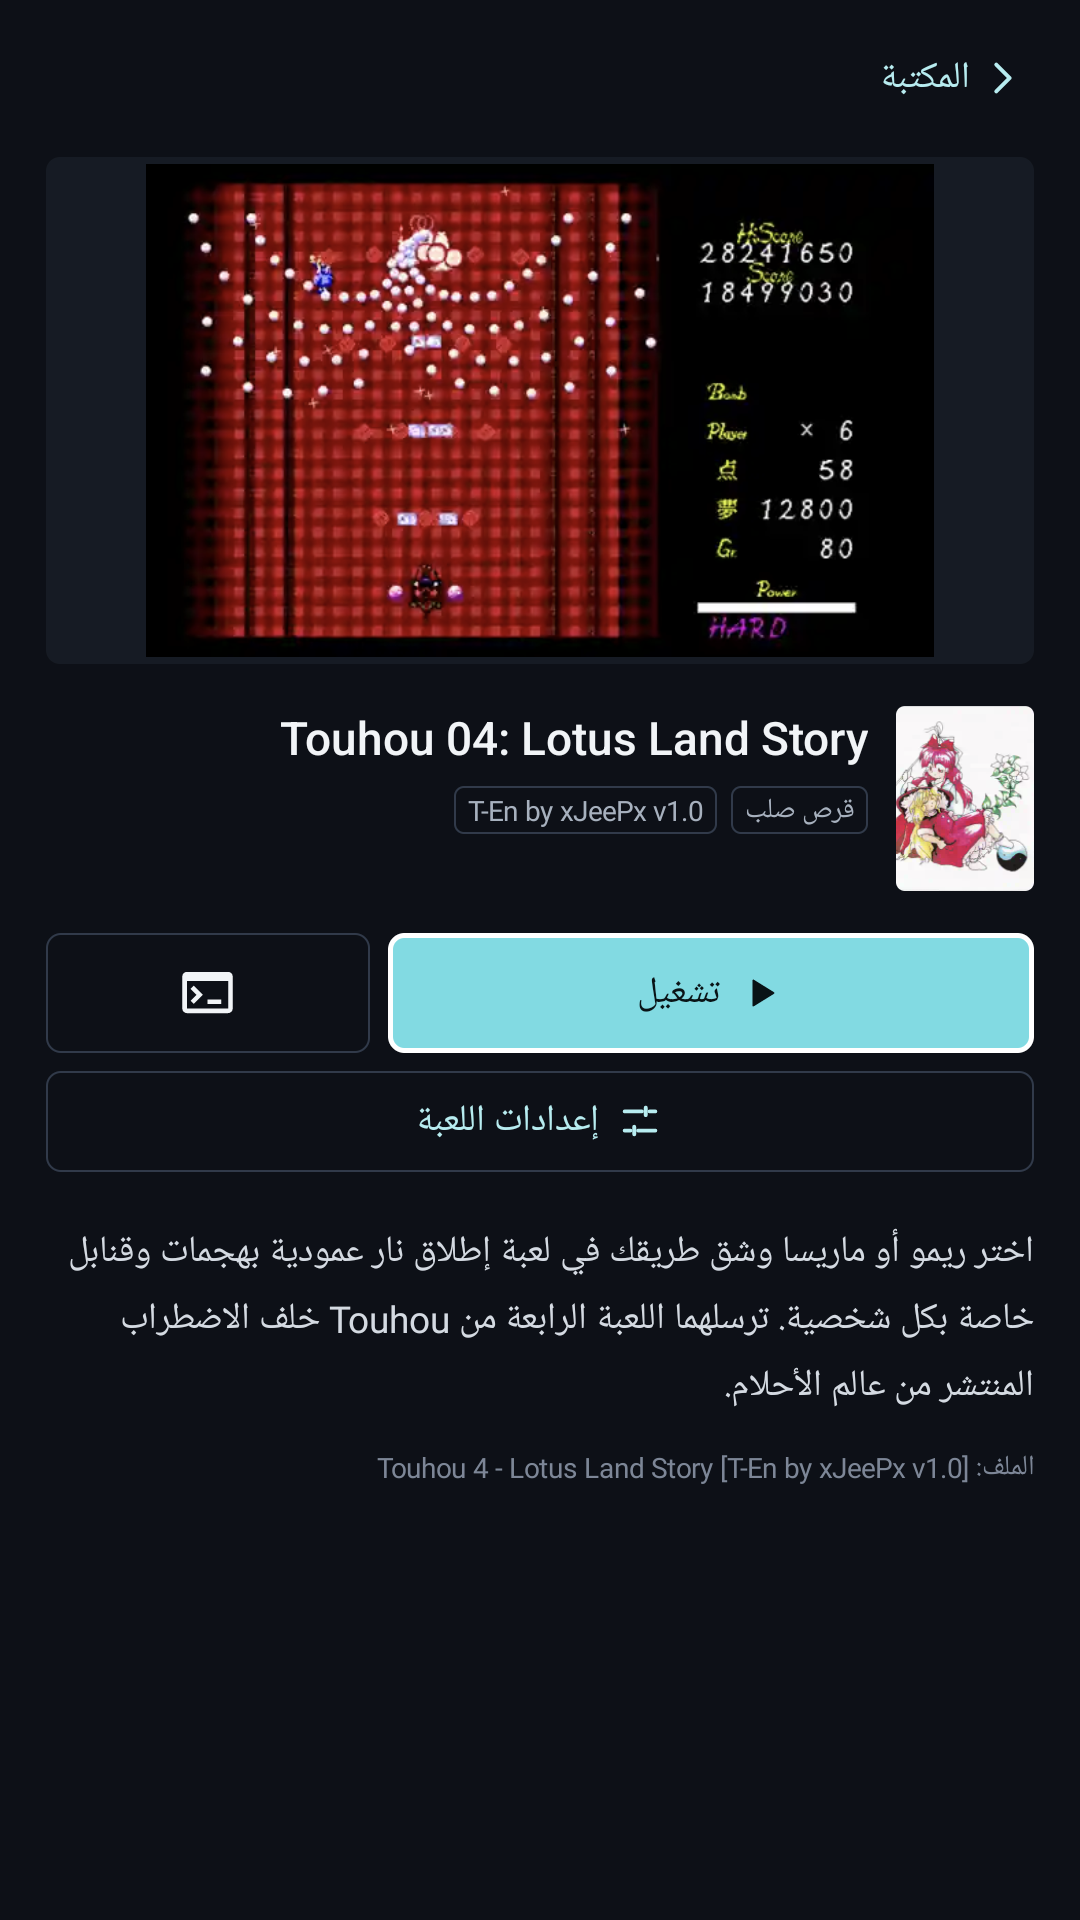 المكتبة
HiScore
28241650
Score
18499030
Bomb
Player × 6
点 58
夢 12800
Gr. 80
Power
HARD
Touhou 04: Lotus Land Story
قرص صلب
T-En by xJeePx v1.0
تشغيل
إعدادات اللعبة
اختر ريمو أو ماريسا وشق طريقك في لعبة إطلاق نار عمودية بهجمات وقنابل
خاصة بكل شخصية. ترسلهما اللعبة الرابعة من Touhou خلف الاضطراب
المنتشر من عالم الأحلام.
الملف: Touhou 4 - Lotus Land Story [T-En by xJeePx v1.0]